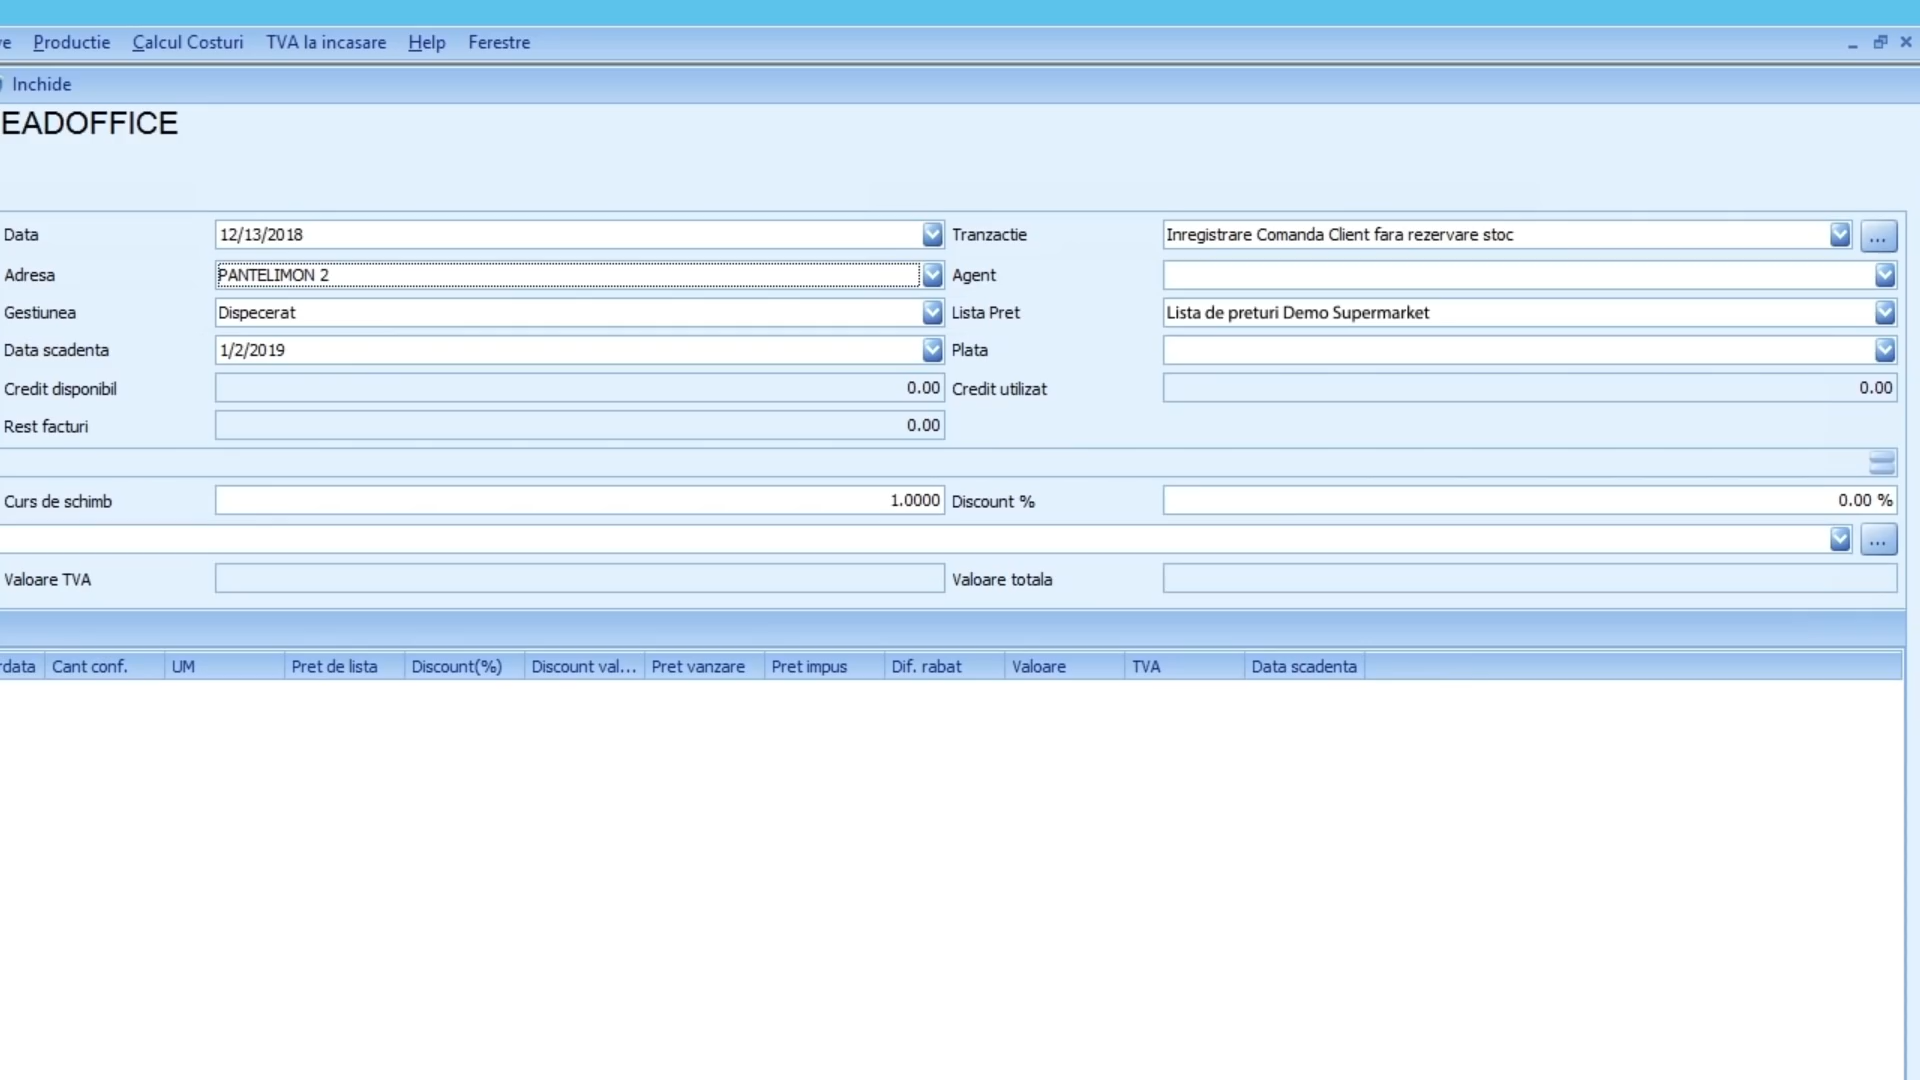 Productie Calcul Costuri TVA la incasare Help Ferestre
Inchide
EADOFFICE
Data 12/13/2018 Tranzactie Inregistrare Comanda Client fara rezervare stoc ...
Adresa PANTELIMON 2 Agent
Gestiunea Dispecerat Lista Pret Lista de preturi Demo Supermarket
Data scadenta 1/2/2019 Plata
Credit disponibil 0.00 Credit utilizat 0.00
Rest facturi 0.00
Curs de schimb 1.0000 Discount % 0.00 %
...
Valoare TVA Valoare totala
rdata Cant conf. UM Pret de lista Discount(%) Discount val... Pret vanzare Pret impus Dif. rabat Valoare TVA Data scadenta